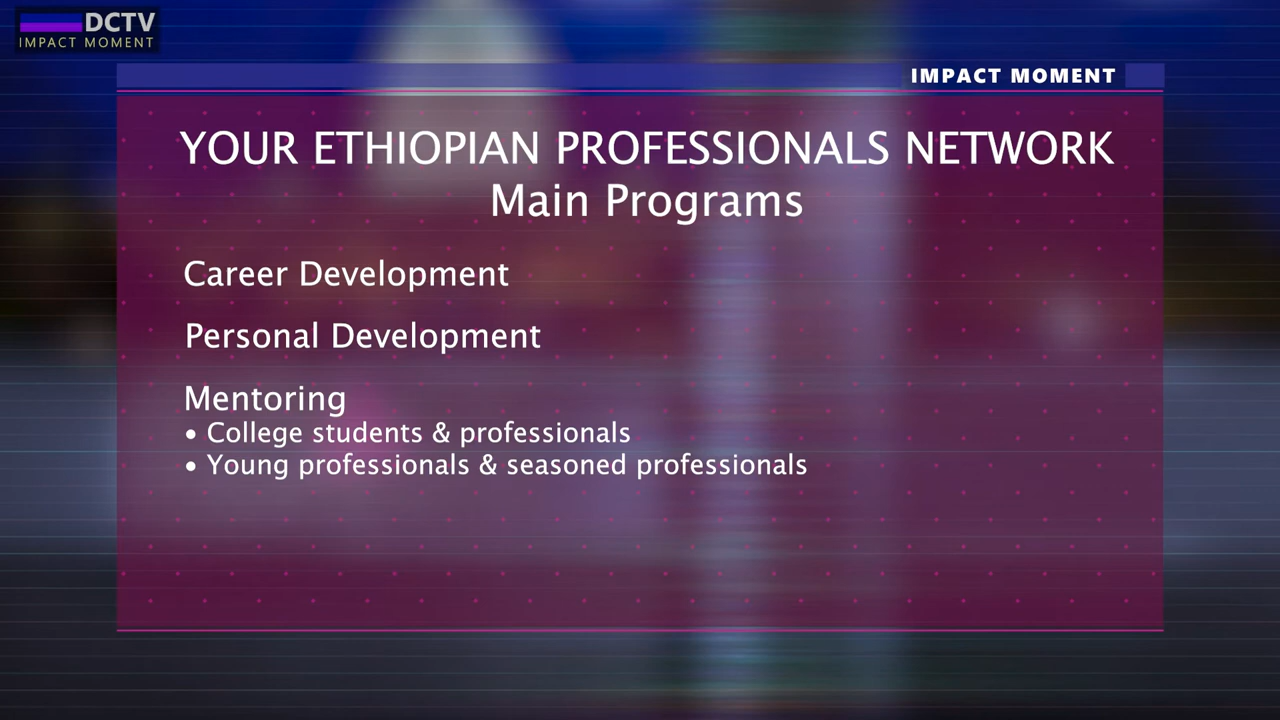 DCTV
IMPACT MOMENT
IMPACT MOMENT
YOUR ETHIOPIAN PROFESSIONALS NETWORK
Main Programs
Career Development
Personal Development
Mentoring
• College students & professionals
• Young professionals & seasoned professionals